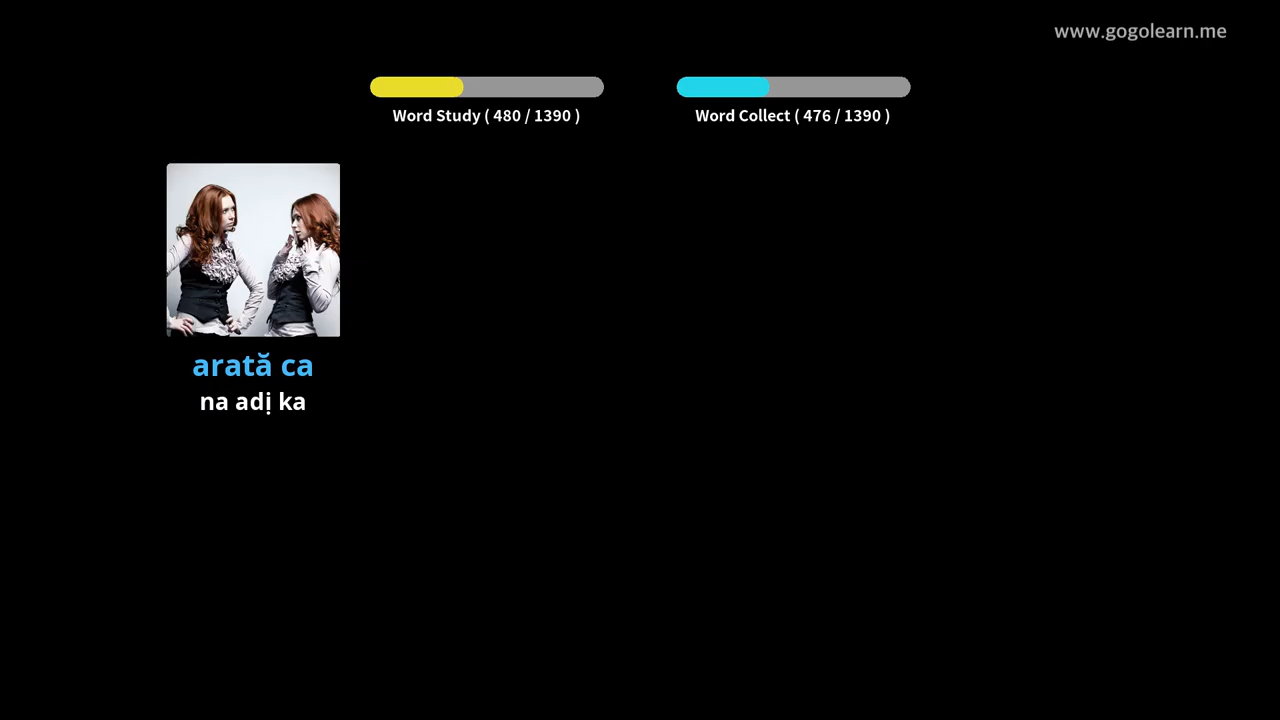 www.gogolearn.me
Word Study ( 480 / 1390 )
Word Collect ( 476 / 1390 )
arată ca
na adị ka